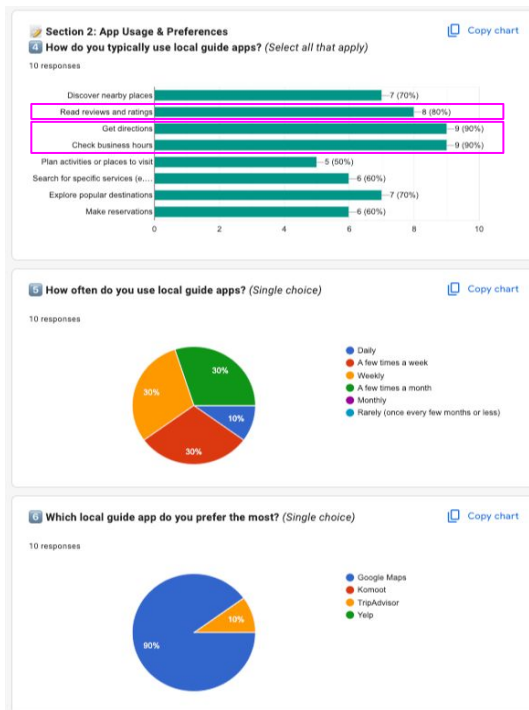 📝 Section 2: App Usage & Preferences
Copy chart
4️⃣ How do you typically use local guide apps? (Select all that apply)
10 responses
Discover nearby places 7 (70%)
Read reviews and ratings 8 (80%)
Get directions 9 (90%)
Check business hours 9 (90%)
Plan activities or places to visit 5 (50%)
Search for specific services (e.… 6 (60%)
Explore popular destinations 7 (70%)
Make reservations 6 (60%)
0 2 4 6 8 10
5️⃣ How often do you use local guide apps? (Single choice)
Copy chart
10 responses
30%
30%
10%
30%
Daily
A few times a week
Weekly
A few times a month
Monthly
Rarely (once every few months or less)
6️⃣ Which local guide app do you prefer the most? (Single choice)
Copy chart
10 responses
10%
90%
Google Maps
Komoot
TripAdvisor
Yelp